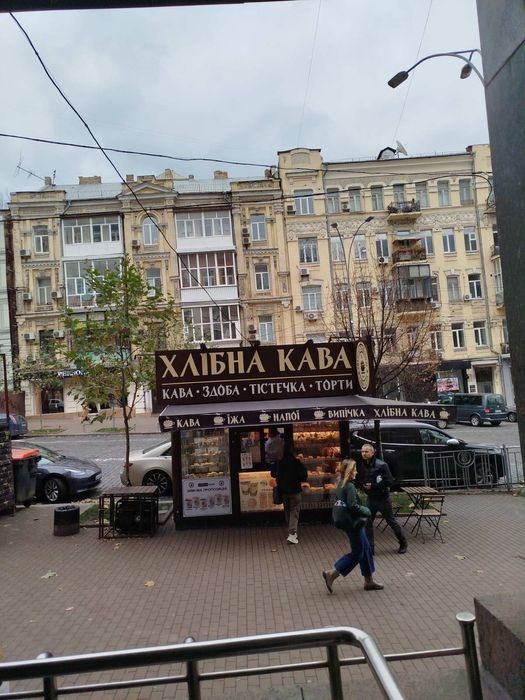 ХЛІБНА КАВА
КАВА • ЗДОБА • ТІСТЕЧКА • ТОРТИ
КАВА ЇЖА НАПОЇ ВИПІЧКА ХЛІБНА КАВА